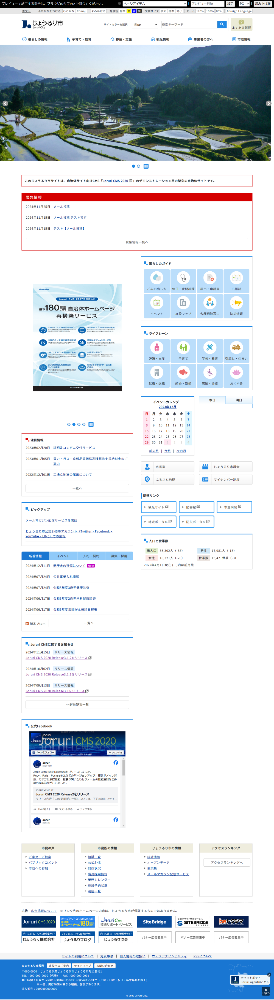 プレビュー：終了する場合は、ブラウザのタブの×で閉じてください。 ページアイテム | プレビュー日時 設定 | PC | 読み上げ順
本文へ ふりがなをつける ひらがな Romaji よみあげる 背景色 標準 黄 青 黒 文字サイズ 拡大 標準 縮小 ズーム 120% 100% 80% Foreign Language
じょうるり市
Joruri City
サイトカラーを選択： Blue 検索キーワード よくある質問
暮らしの情報 子育て・教育 移住・定住 観光情報 事業者の方へ 市政情報
このじょうるり市サイトは、自治体サイト向けCMS「Joruri CMS 2020」のデモンストレーション用の架空の自治体サイトです。
緊急情報
2024年11月25日 メール投稿
2024年11月15日 メール投稿 テストです
2024年11月15日 テスト【メール投稿】
緊急情報一覧へ
SiteBridge
Joruri CMS 2017を利用した
基本180万円 自治体ホームページ
再構築サービス
オールインワンの制作サービス
サイトテンプレートからの選択
出張打合せを省き経費を削減
豊富なオプションサービス
JIS X 8341-3:2016に準拠
一括データ移行
CMSを熟知した開発元が
サイトを構築
CMSのクラウドサービスを
ご提供
注目情報
2023年02月20日 証明書コンビニ交付サービス
2023年01月05日 電力・ガス・食料品等価格高騰緊急支援給付金のご
案内
2022年12月01日 工場立地法の届出について
一覧へ
ピックアップ
メールマガジン配信サービスを開始
じょうるり市公式SNS等アカウント（Twitter・Facebook・
YouTube・LINE）での広報
新着情報 イベント 入札・契約 募集・採用
2024年12月11日 新庁舎の整備について New
2024年07月24日 公共事業入札情報
2024年07月24日 令和5年度3歳児健康診査
2024年06月17日 令和5年度2歳児歯科健康診査
2024年06月17日 令和5年度集団がん検診日程表
RSS Atom 一覧へ
Joruri CMSに関するお知らせ
2024年11月15日 リリース情報
Joruri CMS 2020 Release3.1.2をリリース
2024年10月02日 リリース情報
Joruri CMS 2020 Release3.1.1をリリース
2024年09月13日 リリース情報
Joruri CMS 2020 Release3.1をリリース
>>新着記事一覧
公式Facebook
Joruri
ページをフォロー
シェアする
Joruri
Joruri CMS 2020 Release3をリリースしました。
Ruby、Rails、PostgreSQLなどのバージョンアップ、複数ドメイン対
応、カテゴリ承認機能、記事や問い合わせフォームの機能追加など多
数の機能追加が行いました。
JORURI-CMS.JP
Joruri CMS 2020 Release2をリリース
リリース内容 主な変更箇所の一覧については、下記の添付ファイ...
「いいね！」 コメントする シェアする
Joruri
約2年前
暮らしのガイド
ごみの出し方 休日・夜間診療 届出・申請書 広報誌
イベント 施設マップ 各種相談窓口 防災情報
ライフシーン
妊娠・出産 子育て 学校・教育 引越し・住まい
就職・退職 結婚・離婚 高齢・介護 おくやみ
イベントカレンダー
2024年12月
日 月 火 水 木 金 土
1 2 3 4 5 6 7
8 9 10 11 12 13 14
15 16 17 18 19 20 21
22 23 24 25 26 27 28
29 30 31 1 2 3 4
前の月 | 今月 | 次の月
本日 明日
市長室 じょうるり市議会
ふるさと納税 マイナンバー制度
関連リンク
観光サイト 図書館 市立病院
地域ポータル 防災ポータル
人口と世帯数
総人口 36,302人（-38） 男性 17,981人（-18）
女性 18,321人（-20） 世帯数 15,421世帯（-3）
2022年4月1日現在 ( )内は前月比
市民の声
ご意見・ご提案
パブリックコメント
市政への参加
市役所の情報
組織一覧
公式SNS
財政状況
職員採用情報
業務カレンダー
施設予約状況
講座一覧
じょうるり市の情報
統計情報
オープンデータ
例規集
メールマガジン配信サービス
アクセスランキング
アクセスランキングへ
広告 広告掲載について ※リンク先のホームページ内容は、じょうるり市が保証するものではありません。
Joruri CMS 2020
オープンソースCMS Joruri
自治体
ホームページ一式 180万円
Joruri CMS
技術サポート・サービス
SiteBridge
自治体サイト検索サービス
SITEBRIDGE
SEARCH
beトクシマ
デモンストレーション用企業サイト
じょうるり株式会社
デモンストレーション用ブログサイト
じょうるりブログ
デモンストレーション用協会サイト
じょうるり協会
バナー広告募集中 バナー広告募集中 バナー広告募集中
サイトの利用について | 免責事項 | 個人情報の取扱い | ウェブアクセシビリティ | RSSについて
じょうるり市役所 市役所のご案内 サイトマップ お問い合わせ
〒000-0000 じょうるり県じょうるり市じょうるり町11番地1
TEL：000-000-0000（代表） FAX：000-000-0001
開庁時間：月曜から金曜 午前8時30分から午後5時15分まで（土曜・日曜・祝日・年末年始を除く）
※一部、開庁時間が異なる組織、施設があります。
法人番号：0000000000000
チャットボット
Joruri Agentはこちら
Topへ
© 2020 Joruri City.